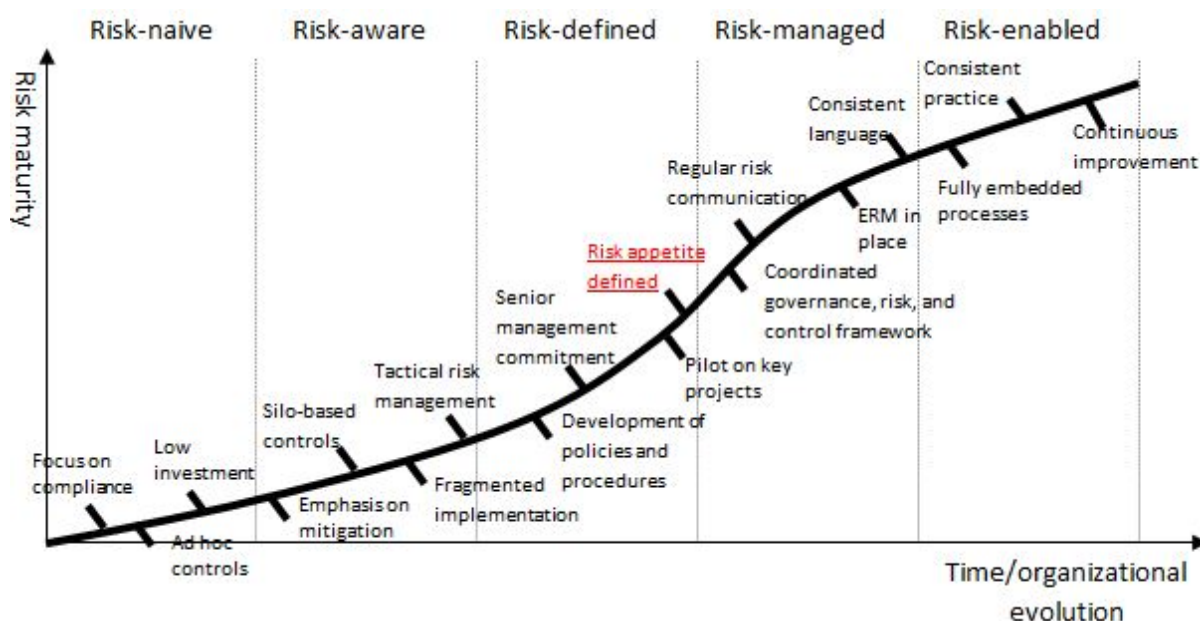 Risk-naive
Risk-aware
Risk-defined
Risk-managed
Risk-enabled
Risk maturity
Focus on
compliance
Ad hoc
controls
Low
investment
Emphasis on
mitigation
Silo-based
controls
Fragmented
implementation
Tactical risk
management
Development of
policies and
procedures
Senior
management
commitment
Pilot on key
projects
Risk appetite
defined
Coordinated
governance, risk, and
control framework
Regular risk
communication
ERM in
place
Consistent
language
Fully embedded
processes
Consistent
practice
Continuous
improvement
Time/organizational
evolution